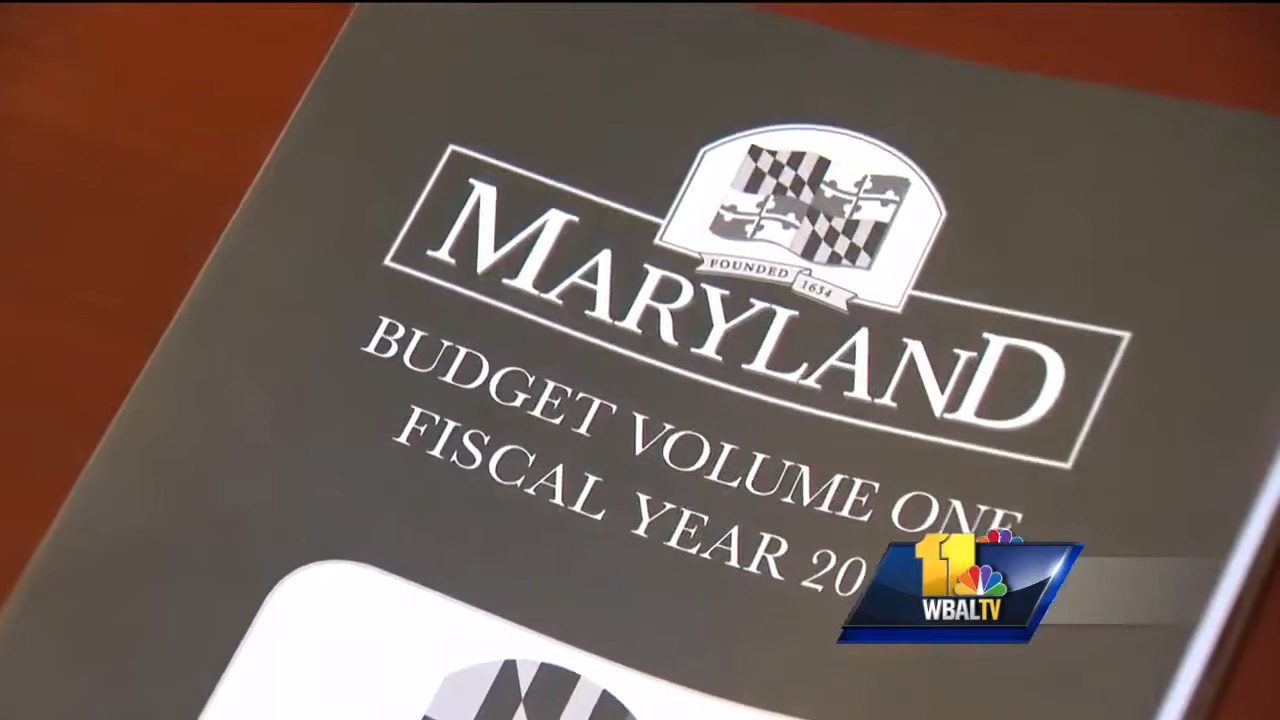 FOUNDED 1634
MARYLAND
BUDGET VOLUME ONE
FISCAL YEAR 20
11
WBALTV